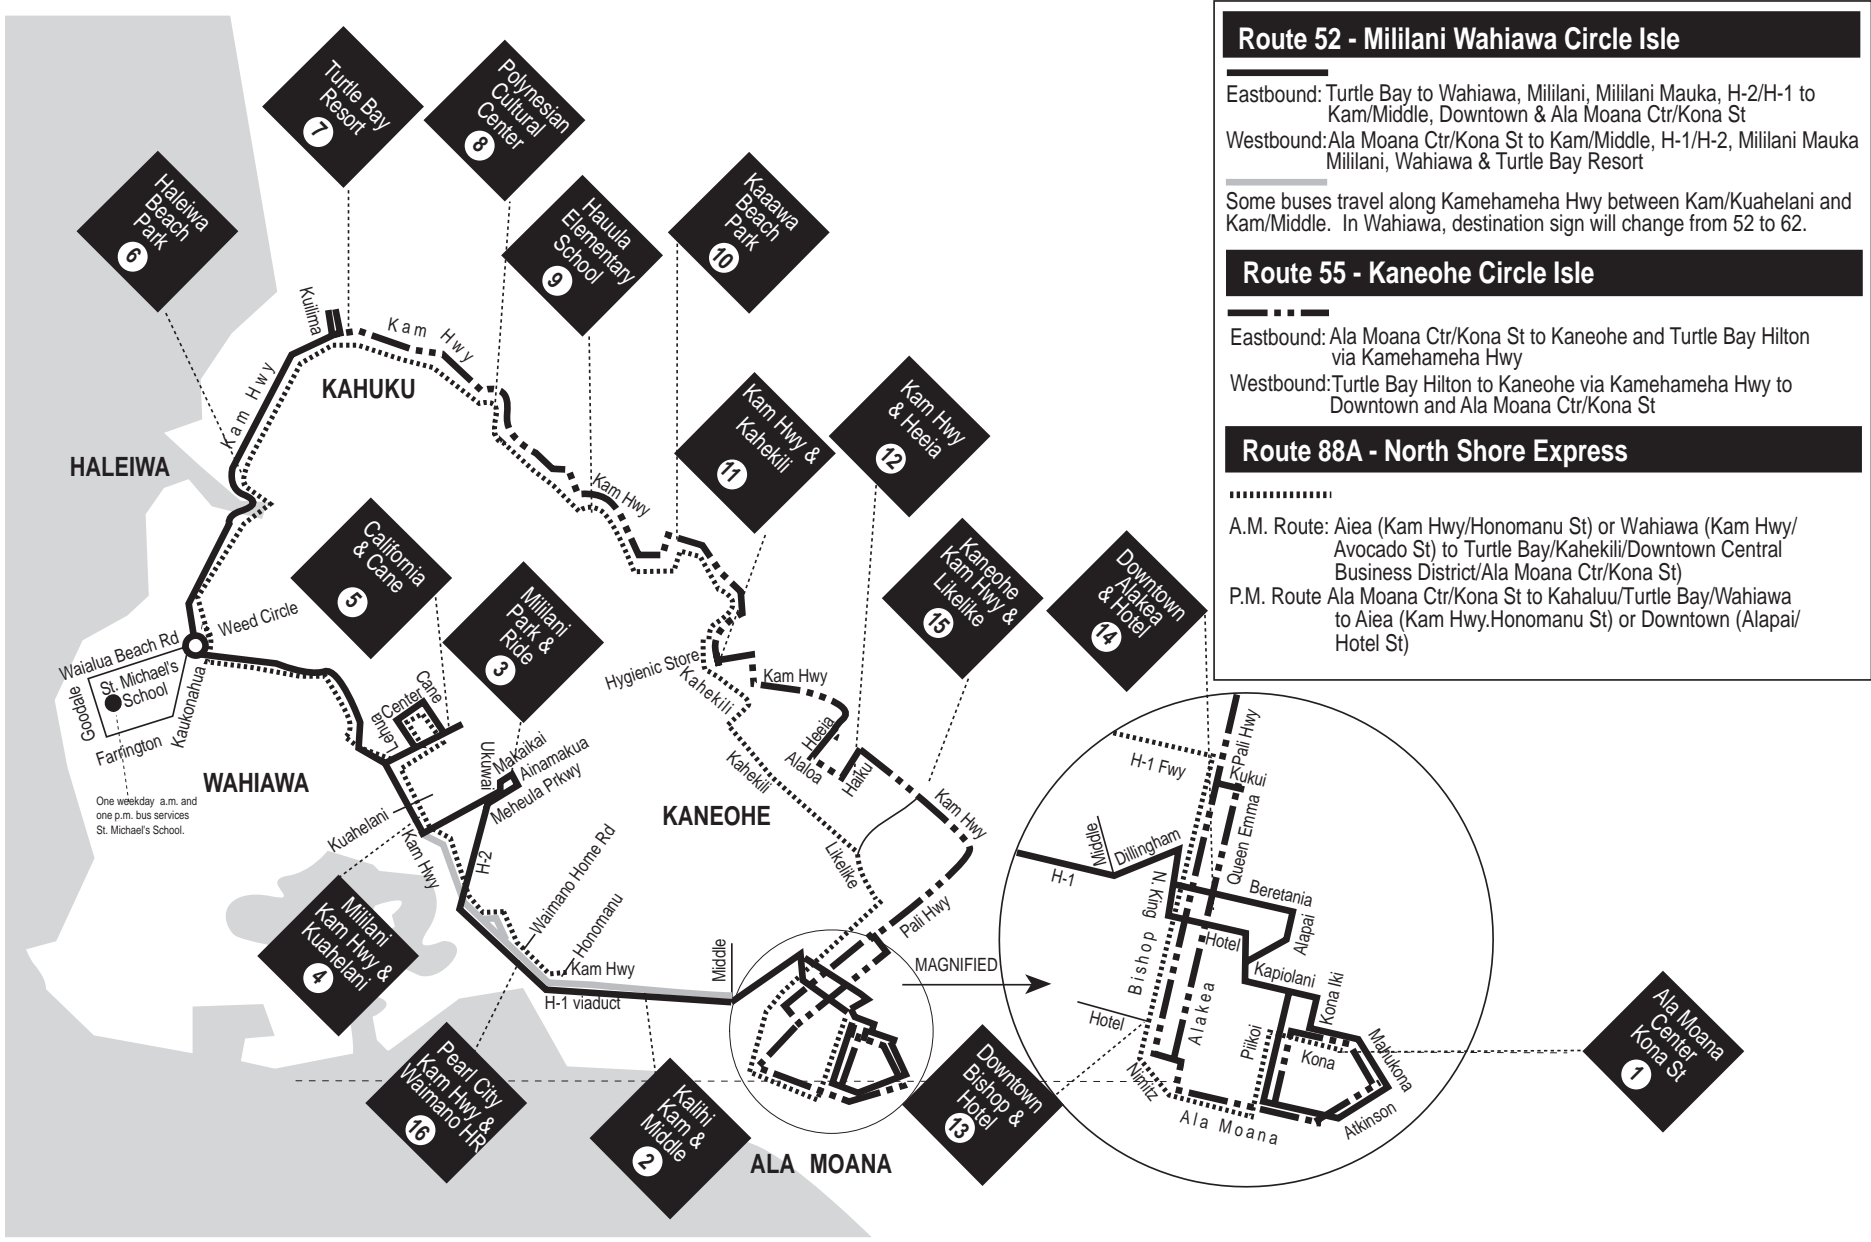 Route 52 - Mililani Wahiawa Circle Isle
Eastbound: Turtle Bay to Wahiawa, Mililani, Mililani Mauka, H-2/H-1 to
Kam/Middle, Downtown & Ala Moana Ctr/Kona St
Westbound: Ala Moana Ctr/Kona St to Kam/Middle, H-1/H-2, Mililani Mauka
Mililani, Wahiawa & Turtle Bay Resort
Some buses travel along Kamehameha Hwy between Kam/Kuahelani and
Kam/Middle. In Wahiawa, destination sign will change from 52 to 62.
Route 55 - Kaneohe Circle Isle
Eastbound: Ala Moana Ctr/Kona St to Kaneohe and Turtle Bay Hilton
via Kamehameha Hwy
Westbound: Turtle Bay Hilton to Kaneohe via Kamehameha Hwy to
Downtown and Ala Moana Ctr/Kona St
Route 88A - North Shore Express
A.M. Route: Aiea (Kam Hwy/Honomanu St) or Wahiawa (Kam Hwy/
Avocado St) to Turtle Bay/Kahekili/Downtown Central
Business District/Ala Moana Ctr/Kona St)
P.M. Route Ala Moana Ctr/Kona St to Kahaluu/Turtle Bay/Wahiawa
to Aiea (Kam Hwy.Honomanu St) or Downtown (Alapai/
Hotel St)
Turtle Bay
Resort
7
Polynesian
Cultural
Center
8
Haleiwa
Beach
Park
6
Hauula
Elementary
School
9
Kaaawa
Beach
Park
10
Kam Hwy &
Kahekili
11
Kam Hwy
& Heeia
12
California
& Cane
5
Mililani
Park &
Ride
3
Kaneohe
Kam Hwy &
Likelike
15
Downtown
Alakea
& Hotel
14
Mililani
Kam Hwy &
Kuahelani
4
Pearl City
Kam Hwy &
Waimano HR
16
Kalihi
Kam &
Middle
2
Downtown
Bishop &
Hotel
13
Ala Moana
Center
Kona St
1
Kuilima
Kam Hwy
Kam Hwy
KAHUKU
HALEIWA
Kam Hwy
Weed Circle
Waialua Beach Rd
St. Michael's
School
Goodale
Farrington
Kaukonahua
WAHIAWA
One weekday a.m. and
one p.m. bus services
St. Michael's School.
Lehua
Center
Cane
Ukuwai
Makaikai
Ainamakua
Meheula Prkwy
Kuahelani
Kam Hwy
H-2
Waimano Home Rd
Honomanu
Kam Hwy
H-1 viaduct
Middle
Hygienic Store
Kahekili
Kam Hwy
Heeia
Alaloa
Haiku
Kahekili
KANEOHE
Kam Hwy
Likelike
Pali Hwy
MAGNIFIED
ALA MOANA
H-1 Fwy
Pali Hwy
Kukui
Queen Emma
Middle
Dillingham
H-1
N. King
Beretania
Alapai
Hotel
Bishop
Kapiolani
Kona Iki
Alakea
Hotel
Piikoi
Kona
Mahukona
Nimitz
Ala Moana
Atkinson